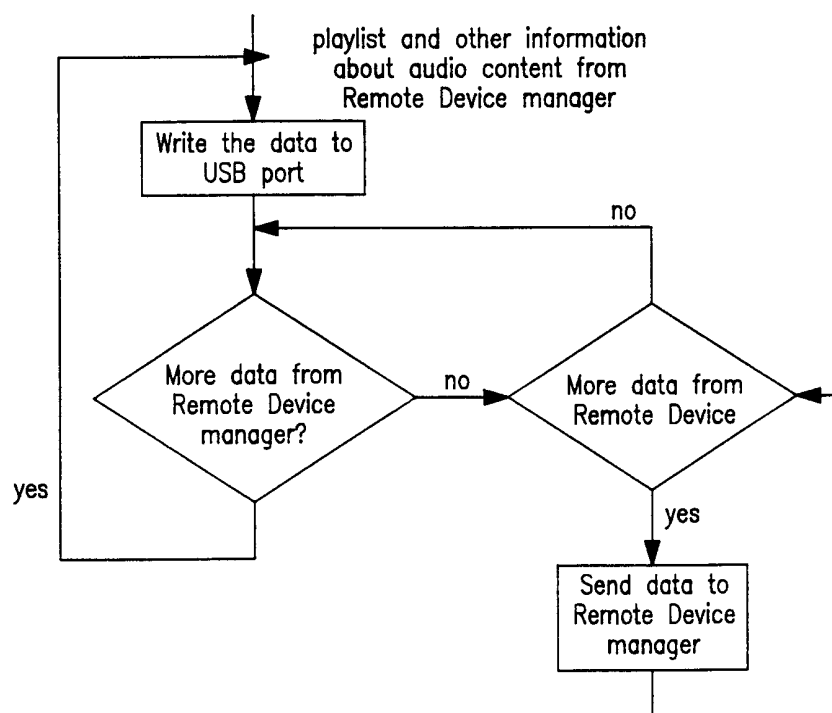 playlist and other information
about audio content from
Remote Device manager
Write the data to
USB port
no
More data from
Remote Device
manager?
no
More data from
Remote Device
yes
yes
Send data to
Remote Device
manager